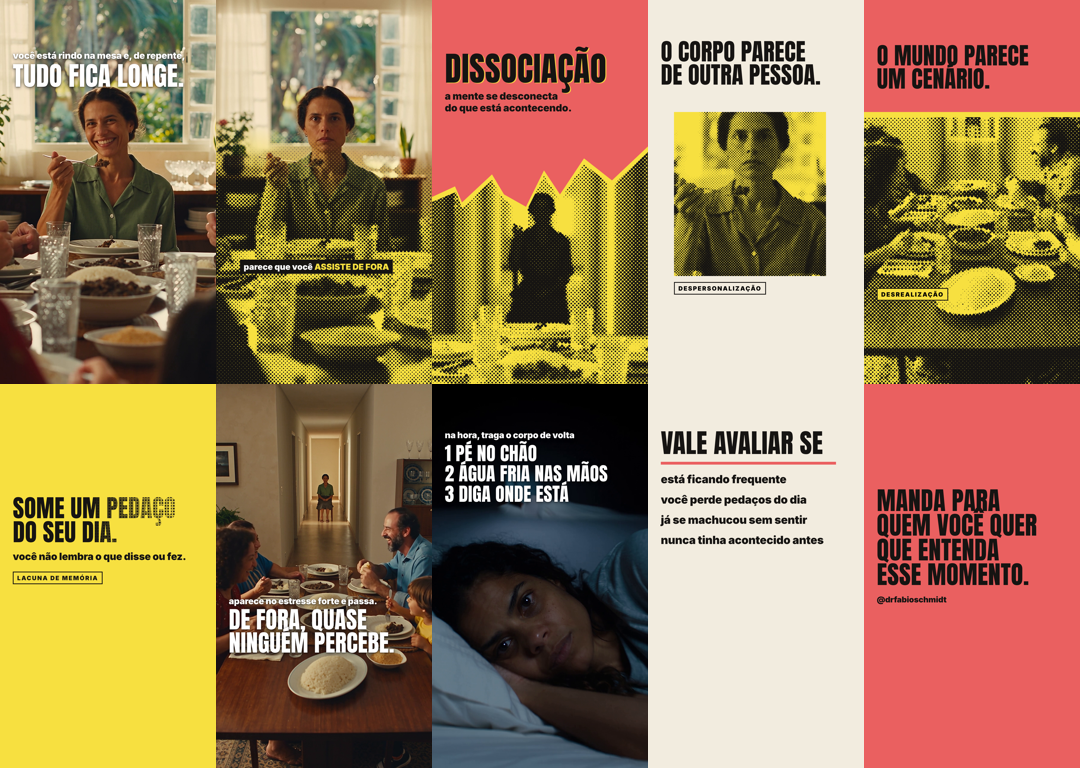 você está rindo na mesa e, de repente,
TUDO FICA LONGE.
parece que você ASSISTE DE FORA
DISSOCIAÇÃO
a mente se desconecta
do que está acontecendo.
O CORPO PARECE
DE OUTRA PESSOA.
DESPERSONALIZAÇÃO
O MUNDO PARECE
UM CENÁRIO.
DESREALIZAÇÃO
SOME UM PEDAÇO
DO SEU DIA.
você não lembra o que disse ou fez.
LACUNA DE MEMÓRIA
aparece no estresse forte e passa.
DE FORA, QUASE
NINGUÉM PERCEBE.
na hora, traga o corpo de volta
1 PÉ NO CHÃO
2 ÁGUA FRIA NAS MÃOS
3 DIGA ONDE ESTÁ
VALE AVALIAR SE
está ficando frequente
você perde pedaços do dia
já se machucou sem sentir
nunca tinha acontecido antes
MANDA PARA
QUEM VOCÊ QUER
QUE ENTENDA
ESSE MOMENTO.
@drfabioschmidt